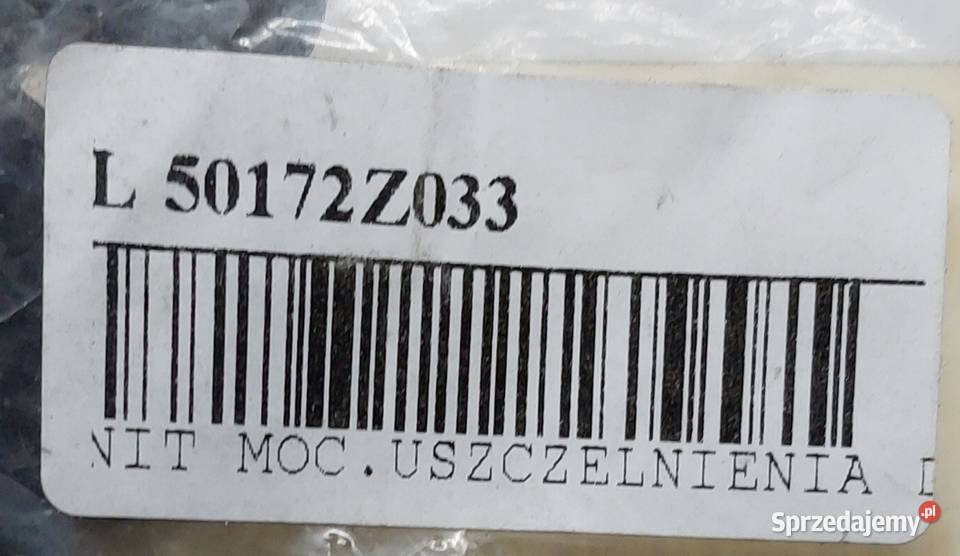 L 50172Z033
NIT MOC.USZCZELNIENIA
Sprzedajemy.pl